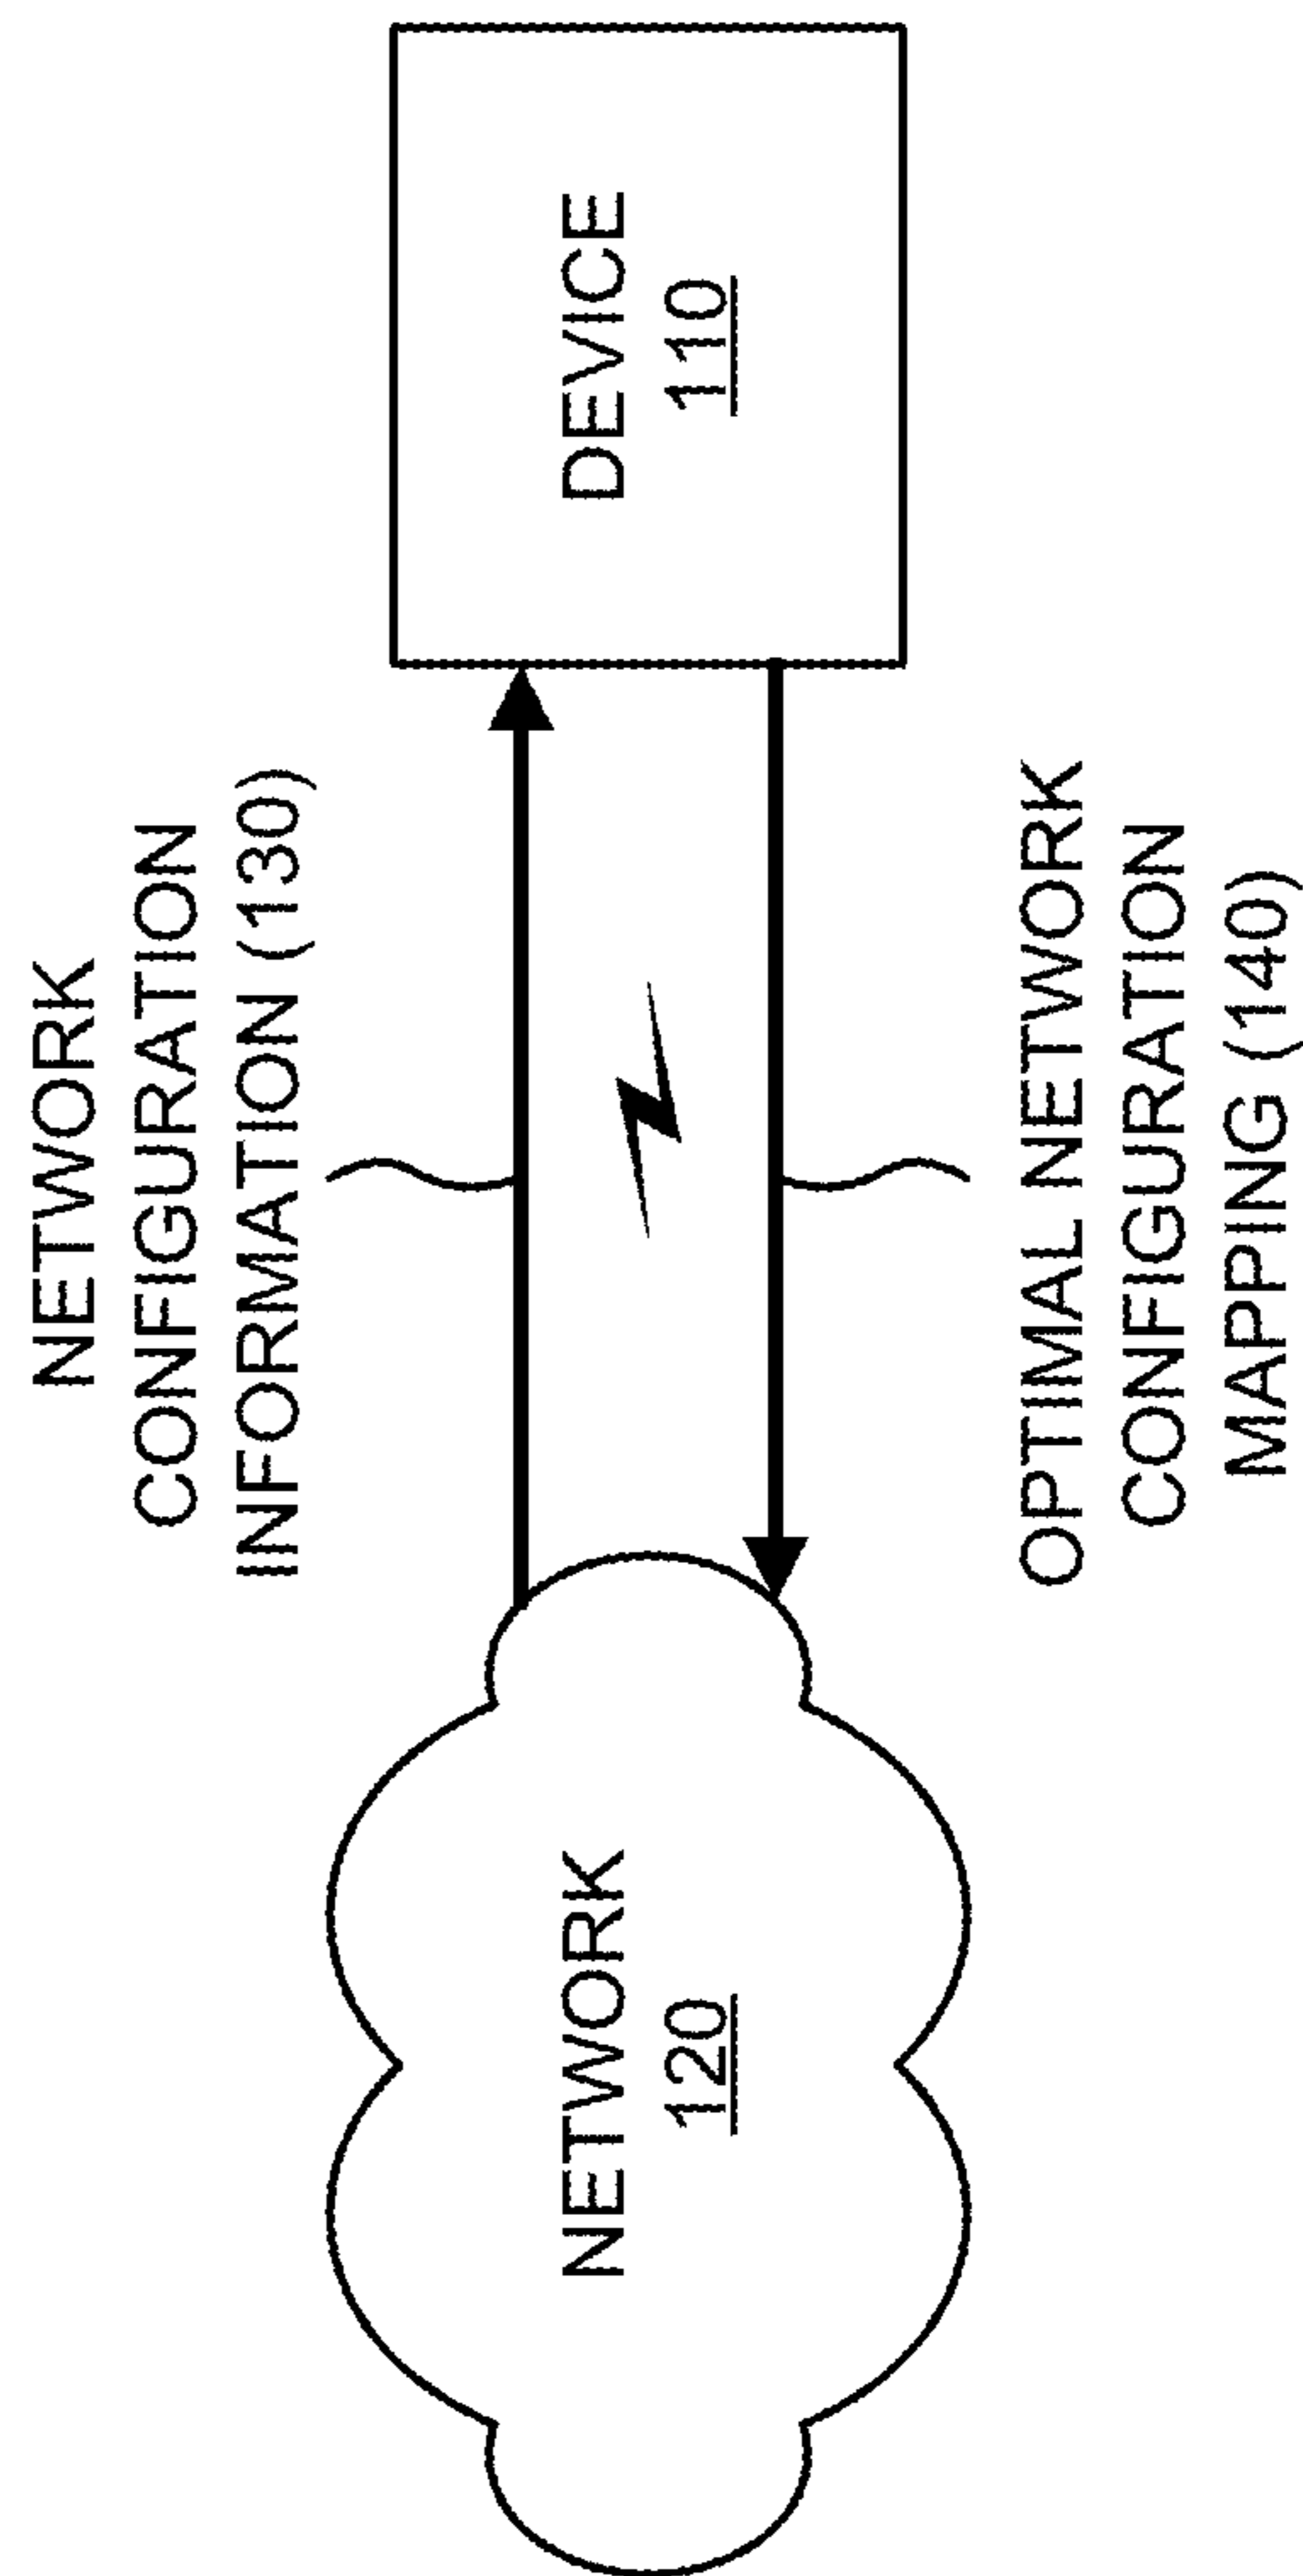 NETWORK
CONFIGURATION
INFORMATION (130)
NETWORK
120
DEVICE
110
OPTIMAL NETWORK
CONFIGURATION
MAPPING (140)